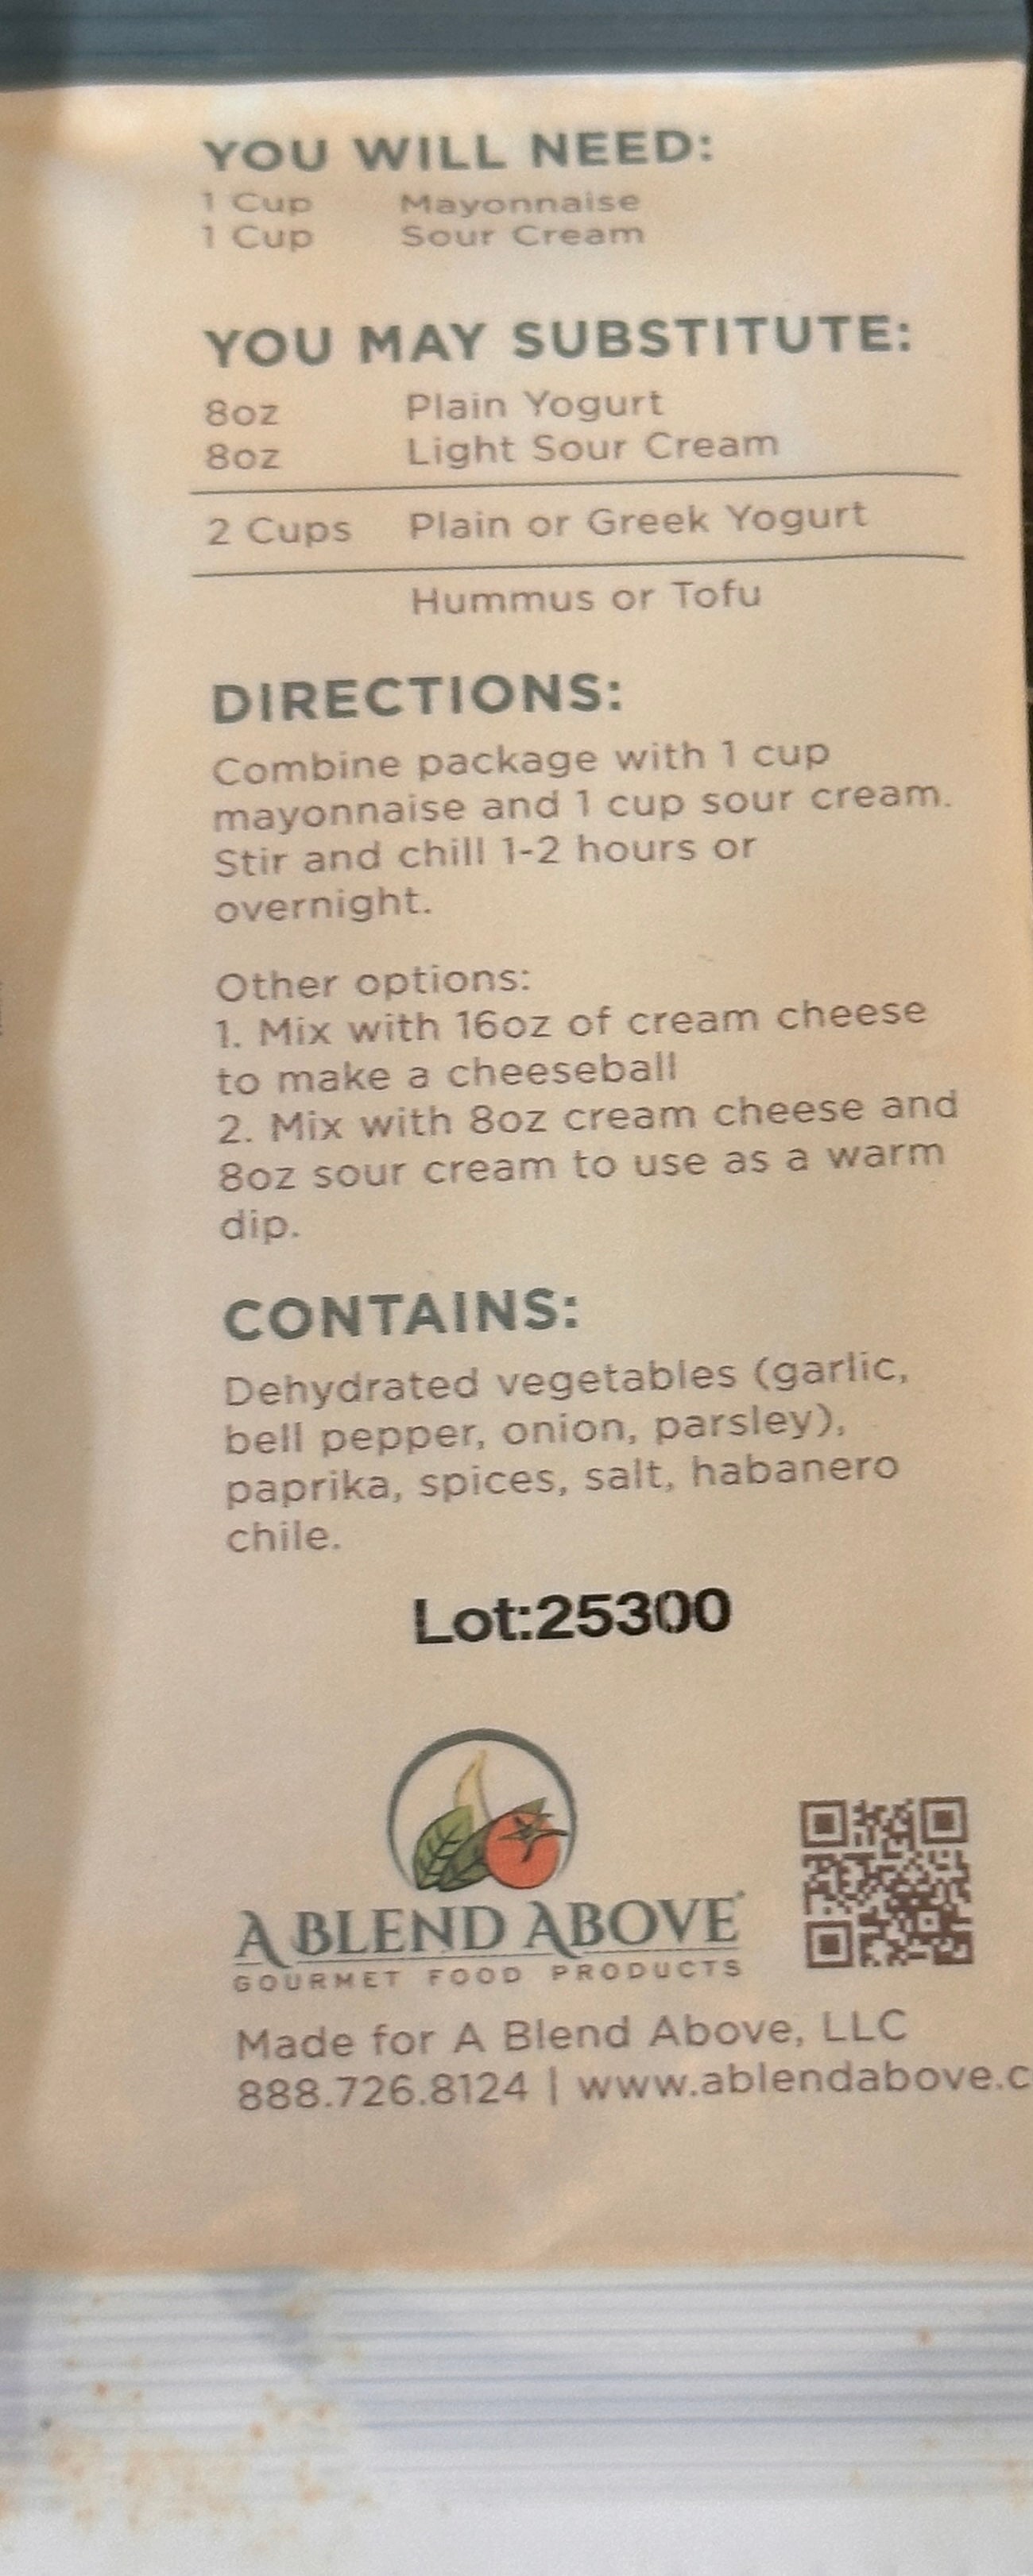 YOU WILL NEED:
1 Cup Mayonnaise
1 Cup Sour Cream
YOU MAY SUBSTITUTE:
8oz Plain Yogurt
8oz Light Sour Cream
2 Cups Plain or Greek Yogurt
Hummus or Tofu
DIRECTIONS:
Combine package with 1 cup
mayonnaise and 1 cup sour cream.
Stir and chill 1-2 hours or
overnight.
Other options:
1. Mix with 16oz of cream cheese
to make a cheeseball
2. Mix with 8oz cream cheese and
8oz sour cream to use as a warm
dip.
CONTAINS:
Dehydrated vegetables (garlic,
bell pepper, onion, parsley),
paprika, spices, salt, habanero
chile.
Lot:25300
A BLEND ABOVE
GOURMET FOOD PRODUCTS
Made for A Blend Above, LLC
888.726.8124 | www.ablendabove.c